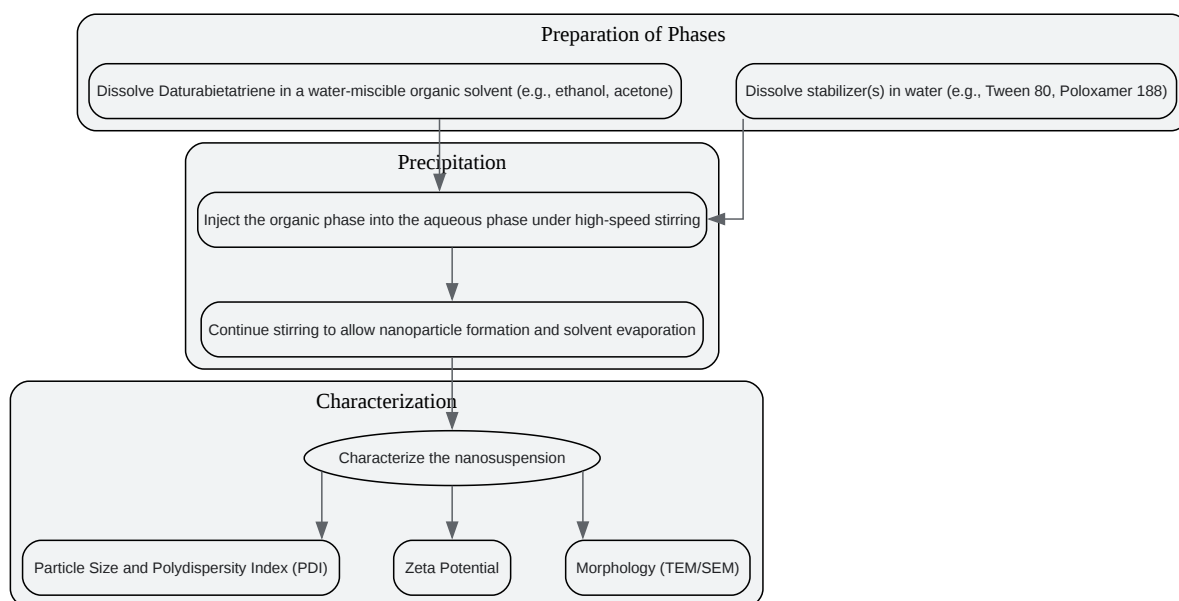 Preparation of Phases
Dissolve Daturabietatriene in a water-miscible organic solvent (e.g., ethanol, acetone)
Dissolve stabilizer(s) in water (e.g., Tween 80, Poloxamer 188)
Precipitation
Inject the organic phase into the aqueous phase under high-speed stirring
Continue stirring to allow nanoparticle formation and solvent evaporation
Characterization
Characterize the nanosuspension
Particle Size and Polydispersity Index (PDI)
Zeta Potential
Morphology (TEM/SEM)